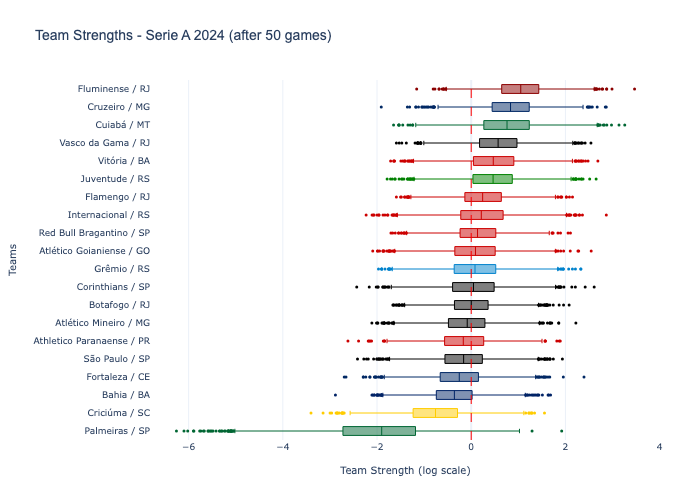 Team Strengths - Serie A 2024 (after 50 games)
Fluminense / RJ
Cruzeiro / MG
Cuiabá / MT
Vasco da Gama / RJ
Vitória / BA
Juventude / RS
Flamengo / RJ
Internacional / RS
Red Bull Bragantino / SP
Atlético Goianiense / GO
Grêmio / RS
Corinthians / SP
Botafogo / RJ
Atlético Mineiro / MG
Athletico Paranaense / PR
São Paulo / SP
Fortaleza / CE
Bahia / BA
Criciúma / SC
Palmeiras / SP
Teams
−6 −4 −2 0 2 4
Team Strength (log scale)